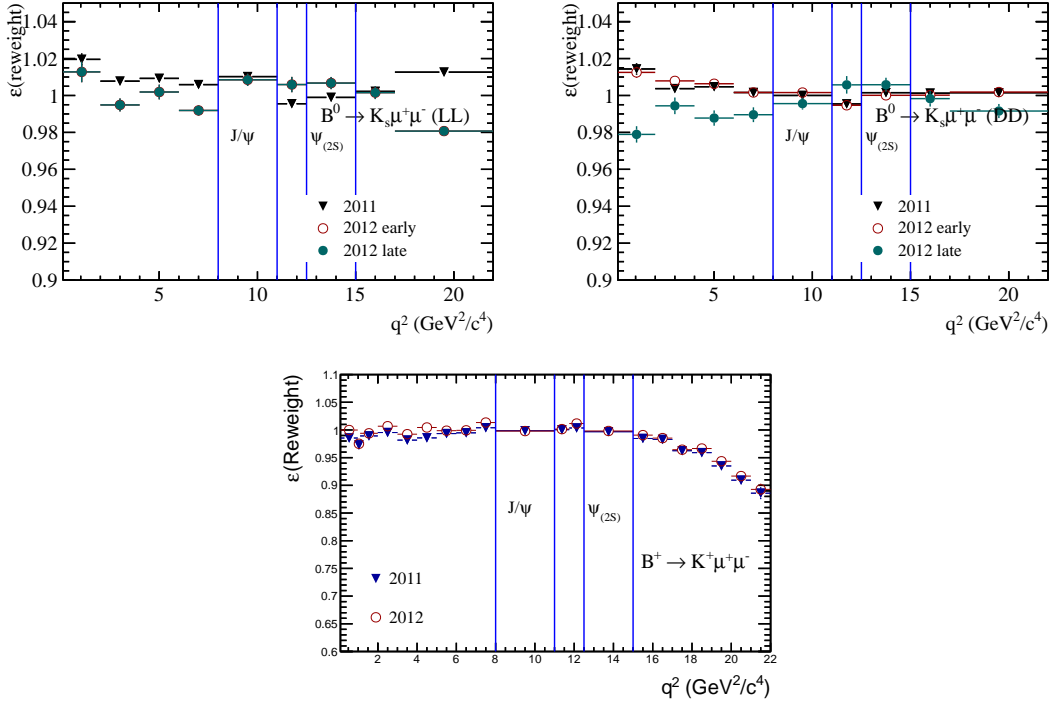 ε(reweight)
1.04
1.02
1
0.98
0.96
0.94
0.92
0.9
B⁰ → Kₛμ⁺μ⁻ (LL)
J/ψ
ψ(2S)
2011
2012 early
2012 late
5 10 15 20
q² (GeV²/c⁴)
ε(reweight)
1.04
1.02
1
0.98
0.96
0.94
0.92
0.9
B⁰ → Kₛμ⁺μ⁻ (DD)
J/ψ
ψ(2S)
2011
2012 early
2012 late
5 10 15 20
q² (GeV²/c⁴)
ε(Reweight)
1.1
1.05
1
0.95
0.9
0.85
0.8
0.75
0.7
0.65
0.6
J/ψ
ψ(2S)
B⁺ → K⁺μ⁺μ⁻
2011
2012
2 4 6 8 10 12 14 16 18 20 22
q² (GeV²/c⁴)